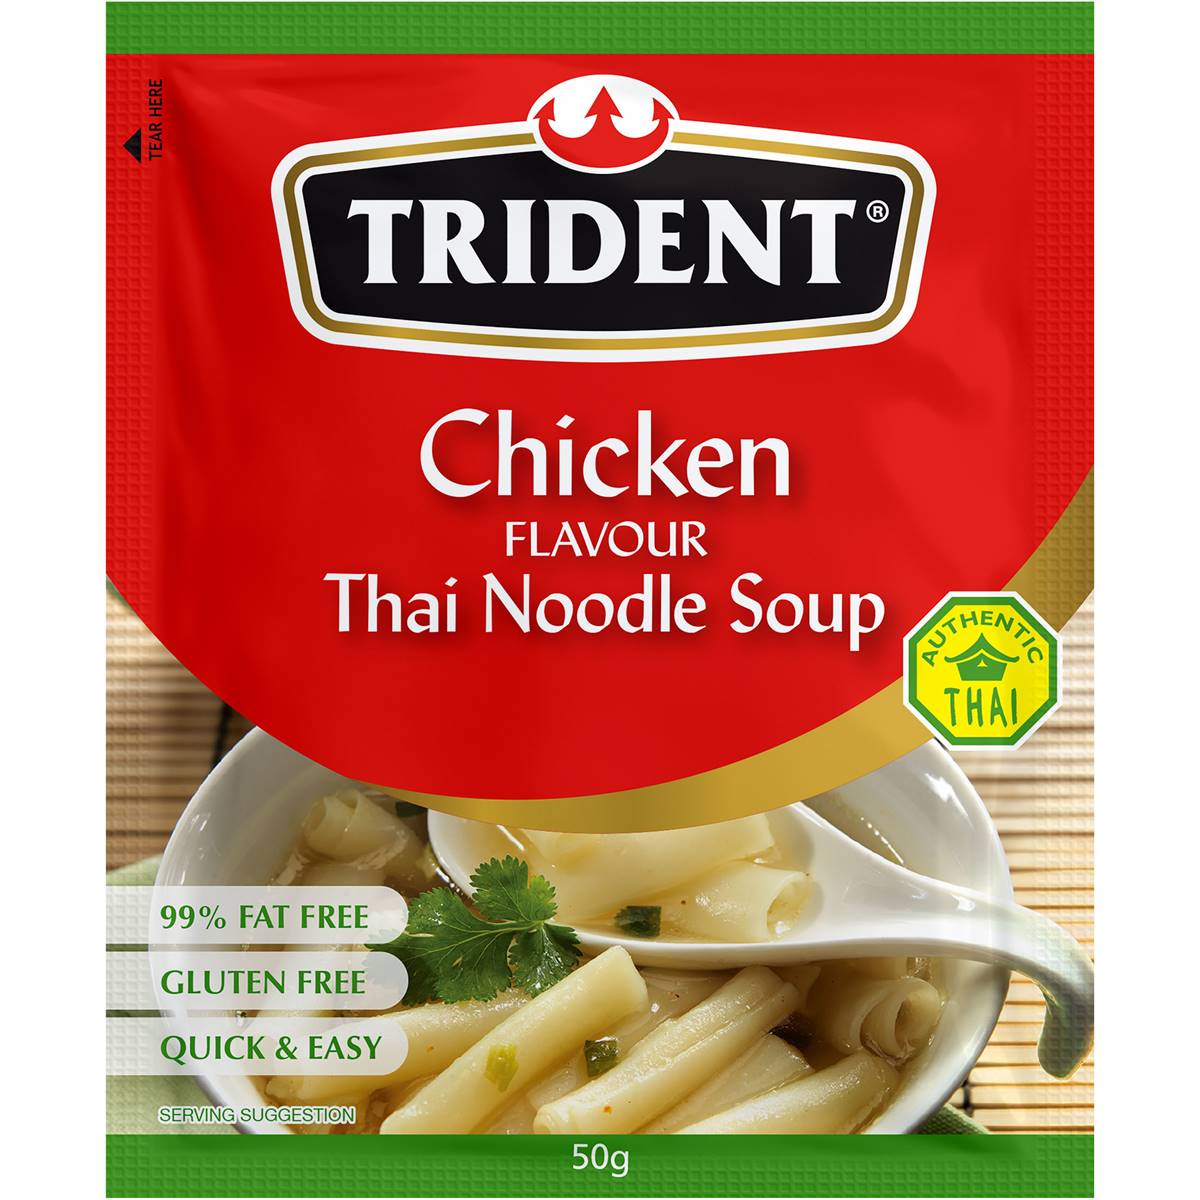 TEAR HERE
TRIDENT®
Chicken
FLAVOUR
Thai Noodle Soup
AUTHENTIC
THAI
99% FAT FREE
GLUTEN FREE
QUICK & EASY
SERVING SUGGESTION
50g